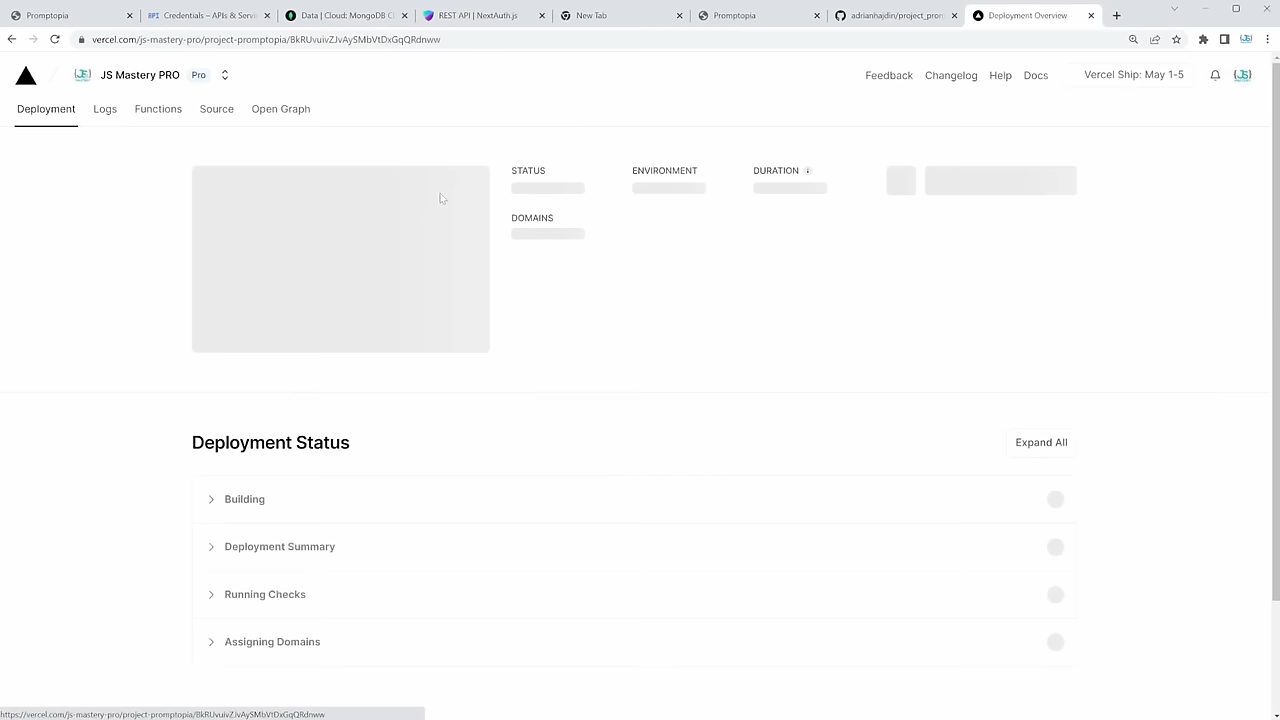 Promptopia
RPI Credentials – APIs & Servi
Data | Cloud: MongoDB C
REST API | NextAuth.js
New Tab
Promptopia
adrianhajdin/project_pron
Deployment Overview
vercel.com/js-mastery-pro/project-promptopia/BkRUvuivZJvAySMbVtDxGqQRdnww
JS Mastery PRO
Pro
Feedback
Changelog
Help
Docs
Vercel Ship: May 1-5
Deployment
Logs
Functions
Source
Open Graph
STATUS
ENVIRONMENT
DURATION
DOMAINS
Deployment Status
Expand All
Building
Deployment Summary
Running Checks
Assigning Domains
https://vercel.com/js-mastery-pro/project-promptopia/BkRUvuivZJvAySMbVtDxGqQRdnww